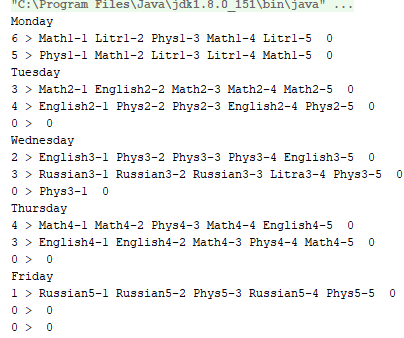 "C:\Program Files\Java\jdk1.8.0_151\bin\java" ...
Monday
6 > Math1-1 Litr1-2 Phys1-3 Math1-4 Litr1-5  0
5 > Phys1-1 Math1-2 Litr1-3 Litr1-4 Litr1-5  0
Tuesday
3 > Math2-1 English2-2 Math2-3 Math2-4 Math2-5  0
4 > English2-1 Phys2-2 Phys2-3 English2-4 Phys2-5  0
0 >  0
Wednesday
2 > English3-1 Phys3-2 Phys3-3 Phys3-4 English3-5  0
3 > Russian3-1 Russian3-2 Russian3-3 Litra3-4 Phys3-5  0
0 > Phys3-1  0
Thursday
4 > Math4-1 Math4-2 Phys4-3 Math4-4 English4-5  0
3 > English4-1 English4-2 Math4-3 Phys4-4 Math4-5  0
0 >  0
Friday
1 > Russian5-1 Russian5-2 Phys5-3 Russian5-4 Phys5-5  0
0 >  0
0 >  0